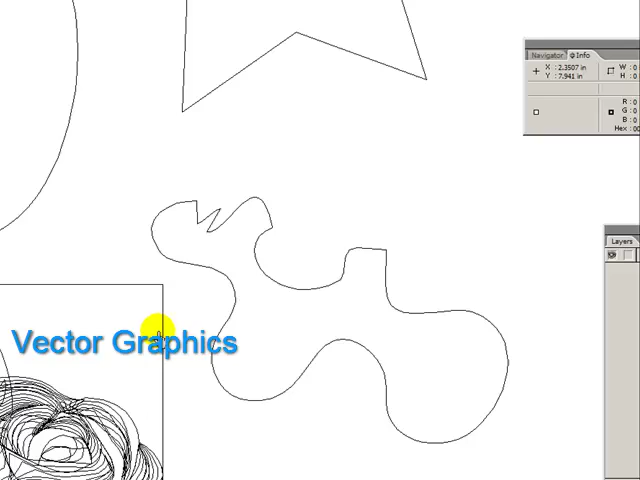 Navigator Info
X : 2.3507 in
Y : 7.941 in
W : 0
H : 0
R : 0
G : 0
B : 0
Hex : 00
Layers
Vector Graphics